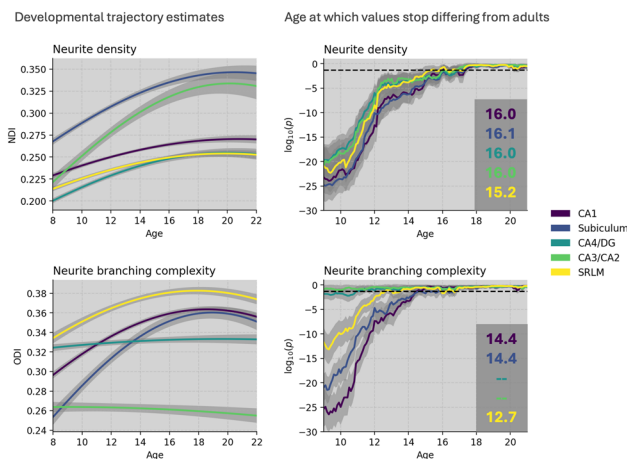 Developmental trajectory estimates
Age at which values stop differing from adults
Neurite density
NDI
0.350
0.325
0.300
0.275
0.250
0.225
0.200
8 10 12 14 16 18 20 22
Age
Neurite density
log10(p)
0
−5
−10
−15
−20
−25
−30
10 12 14 16 18 20
Age
16.0
16.1
16.0
16.0
15.2
CA1
Subiculum
CA4/DG
CA3/CA2
SRLM
Neurite branching complexity
ODI
0.38
0.36
0.34
0.32
0.30
0.28
0.26
0.24
8 10 12 14 16 18 20 22
Age
Neurite branching complexity
log10(p)
0
−5
−10
−15
−20
−25
−30
10 12 14 16 18 20
Age
14.4
14.4
--
--
12.7